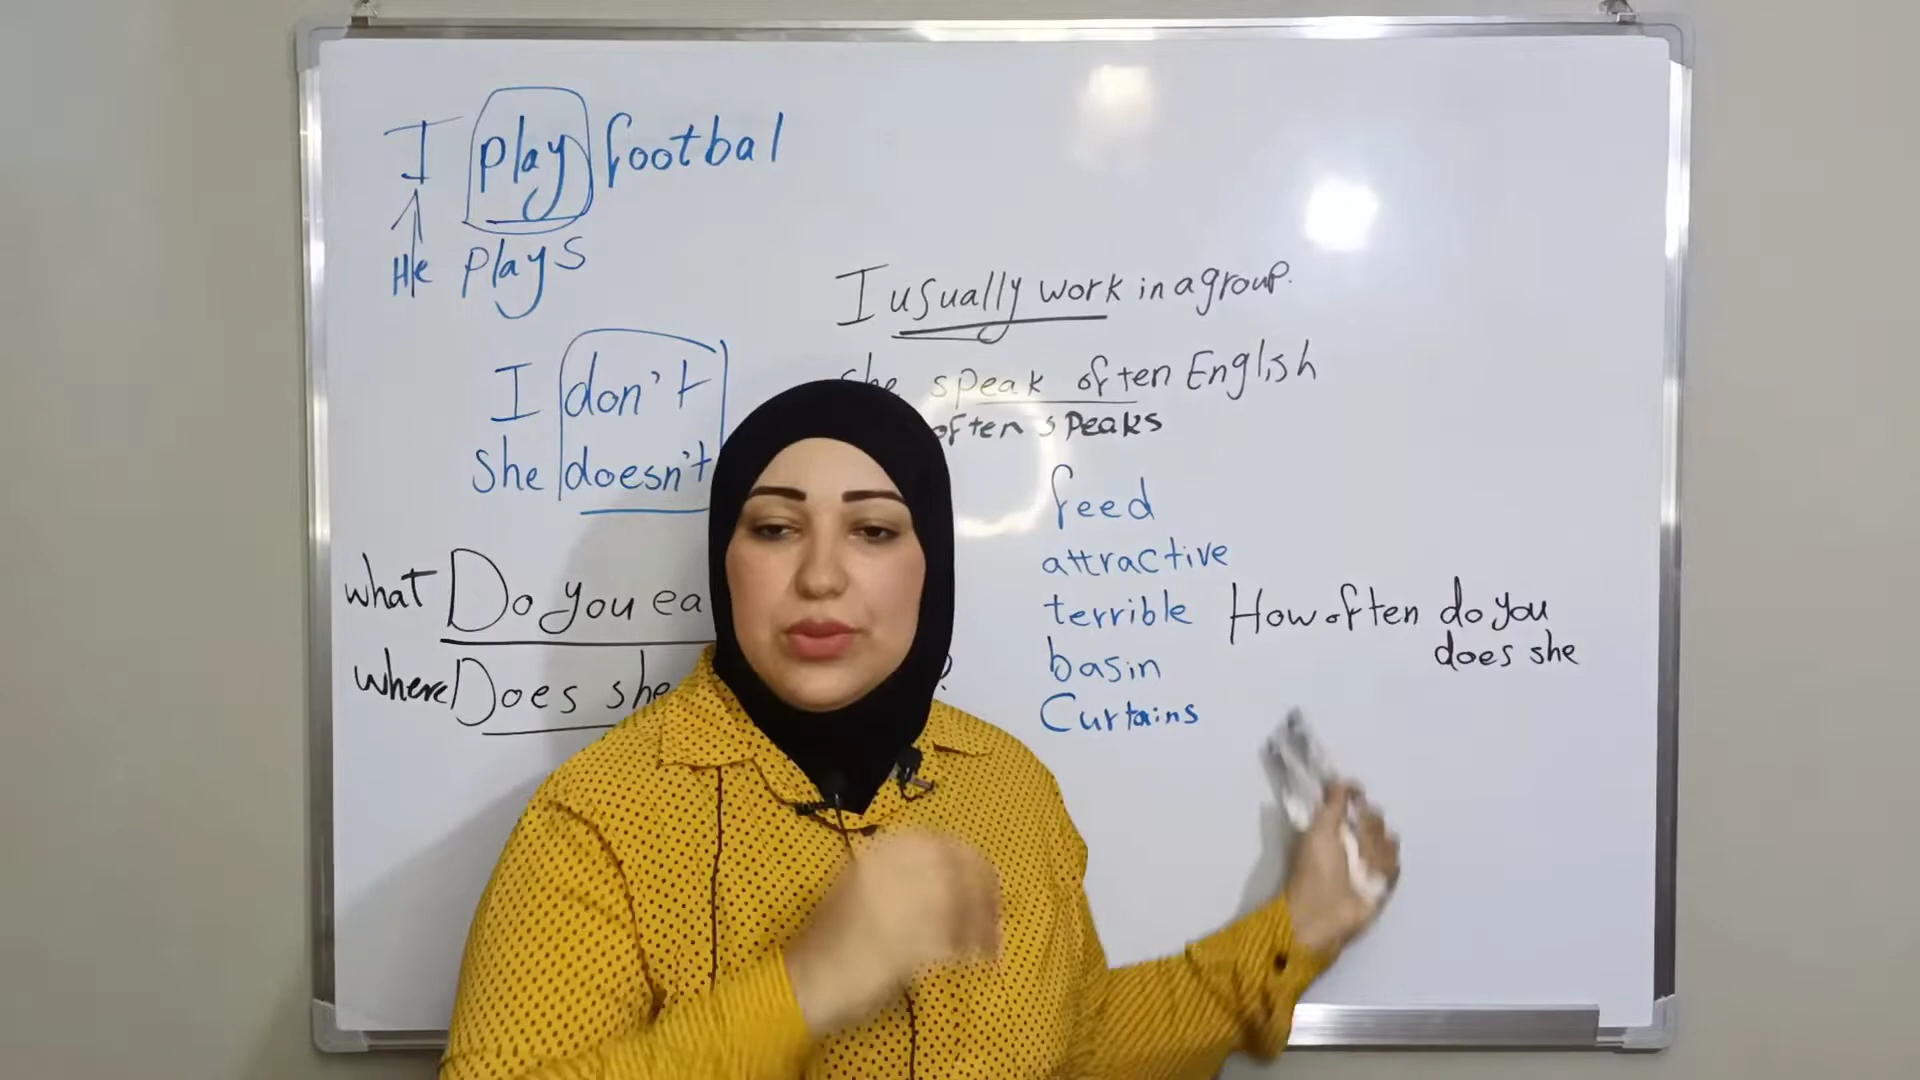 I play footbal
He plays
I don't
She doesn't
what Do you ea
where Does she ?
I usually work in a group.
she speak often English
often speaks
feed
attractive
terrible
basin
Curtains
How often do you
does she